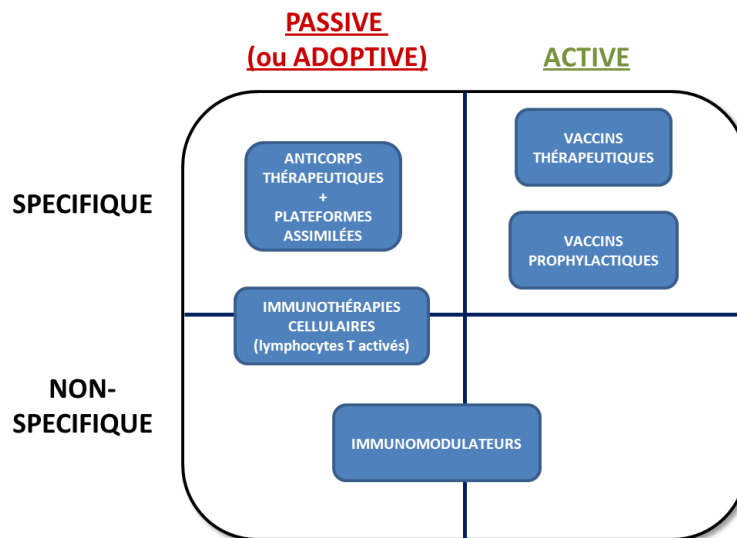 PASSIVE
(ou ADOPTIVE)
ACTIVE
SPECIFIQUE
ANTICORPS
THÉRAPEUTIQUES
+
PLATEFORMES
ASSIMILÉES
VACCINS
THÉRAPEUTIQUES
VACCINS
PROPHYLACTIQUES
IMMUNOTHÉRAPIES
CELLULAIRES
(lymphocytes T activés)
NON-
SPECIFIQUE
IMMUNOMODULATEURS